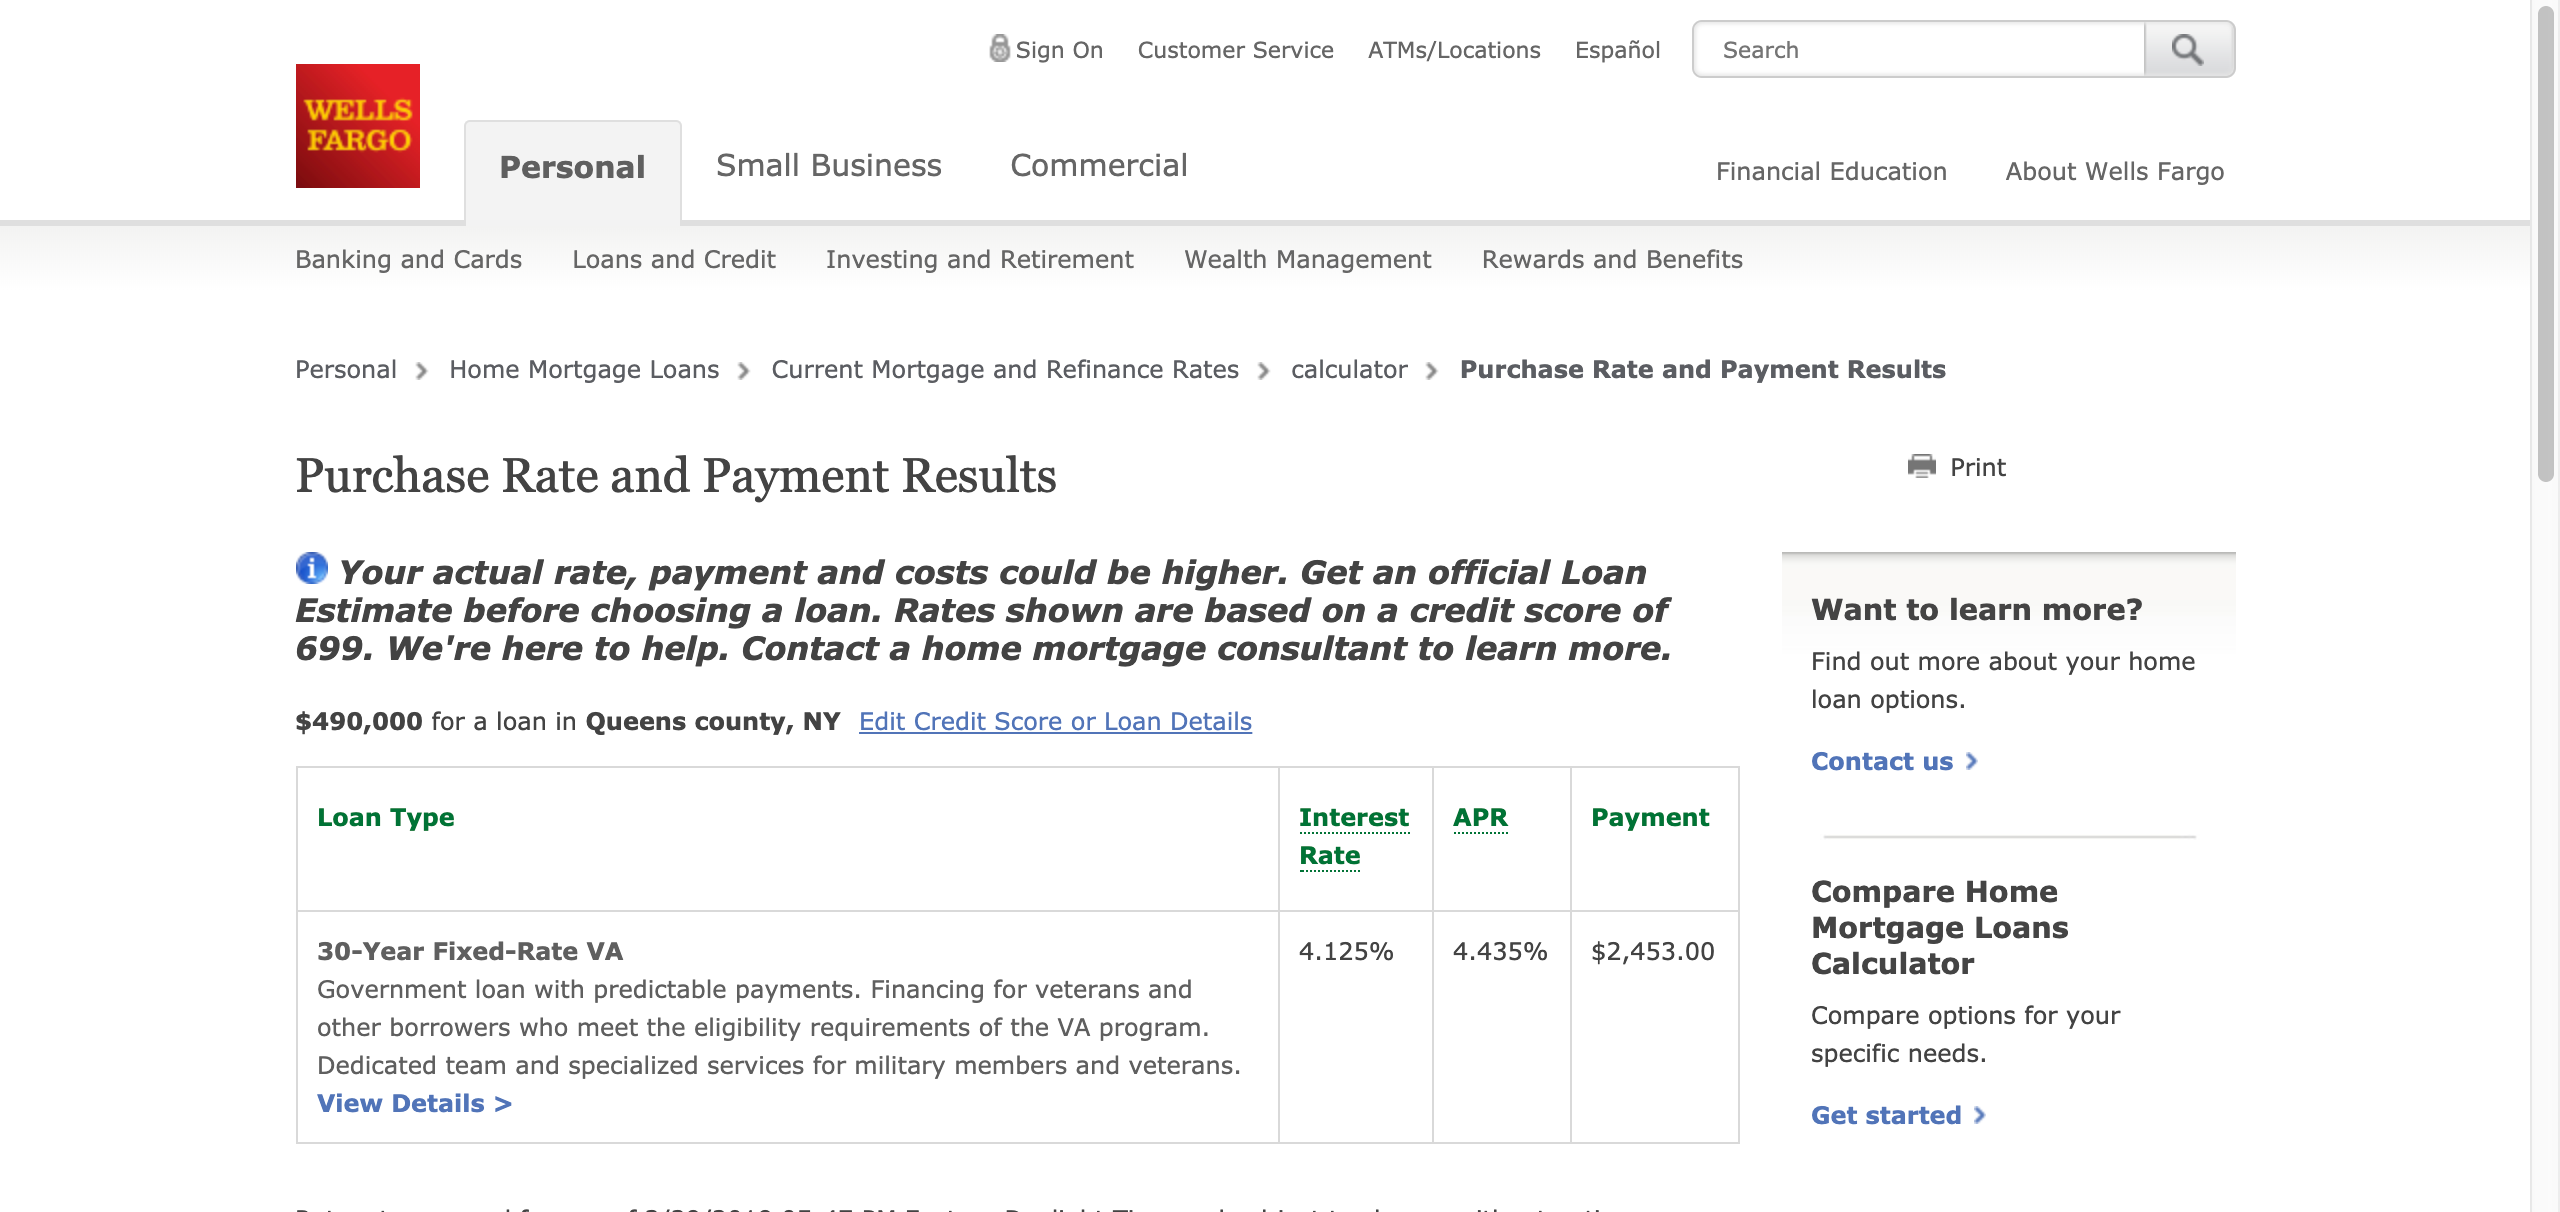 Sign On Customer Service ATMs/Locations Español Search
WELLS
FARGO
Personal Small Business Commercial Financial Education About Wells Fargo
Banking and Cards Loans and Credit Investing and Retirement Wealth Management Rewards and Benefits
Personal > Home Mortgage Loans > Current Mortgage and Refinance Rates > calculator > Purchase Rate and Payment Results
Purchase Rate and Payment Results
Print
Your actual rate, payment and costs could be higher. Get an official Loan
Estimate before choosing a loan. Rates shown are based on a credit score of
699. We're here to help. Contact a home mortgage consultant to learn more.
$490,000 for a loan in Queens county, NY Edit Credit Score or Loan Details
Loan Type
Interest
Rate
APR
Payment
30-Year Fixed-Rate VA
Government loan with predictable payments. Financing for veterans and
other borrowers who meet the eligibility requirements of the VA program.
Dedicated team and specialized services for military members and veterans.
View Details >
4.125%
4.435%
$2,453.00
Want to learn more?
Find out more about your home
loan options.
Contact us >
Compare Home
Mortgage Loans
Calculator
Compare options for your
specific needs.
Get started >